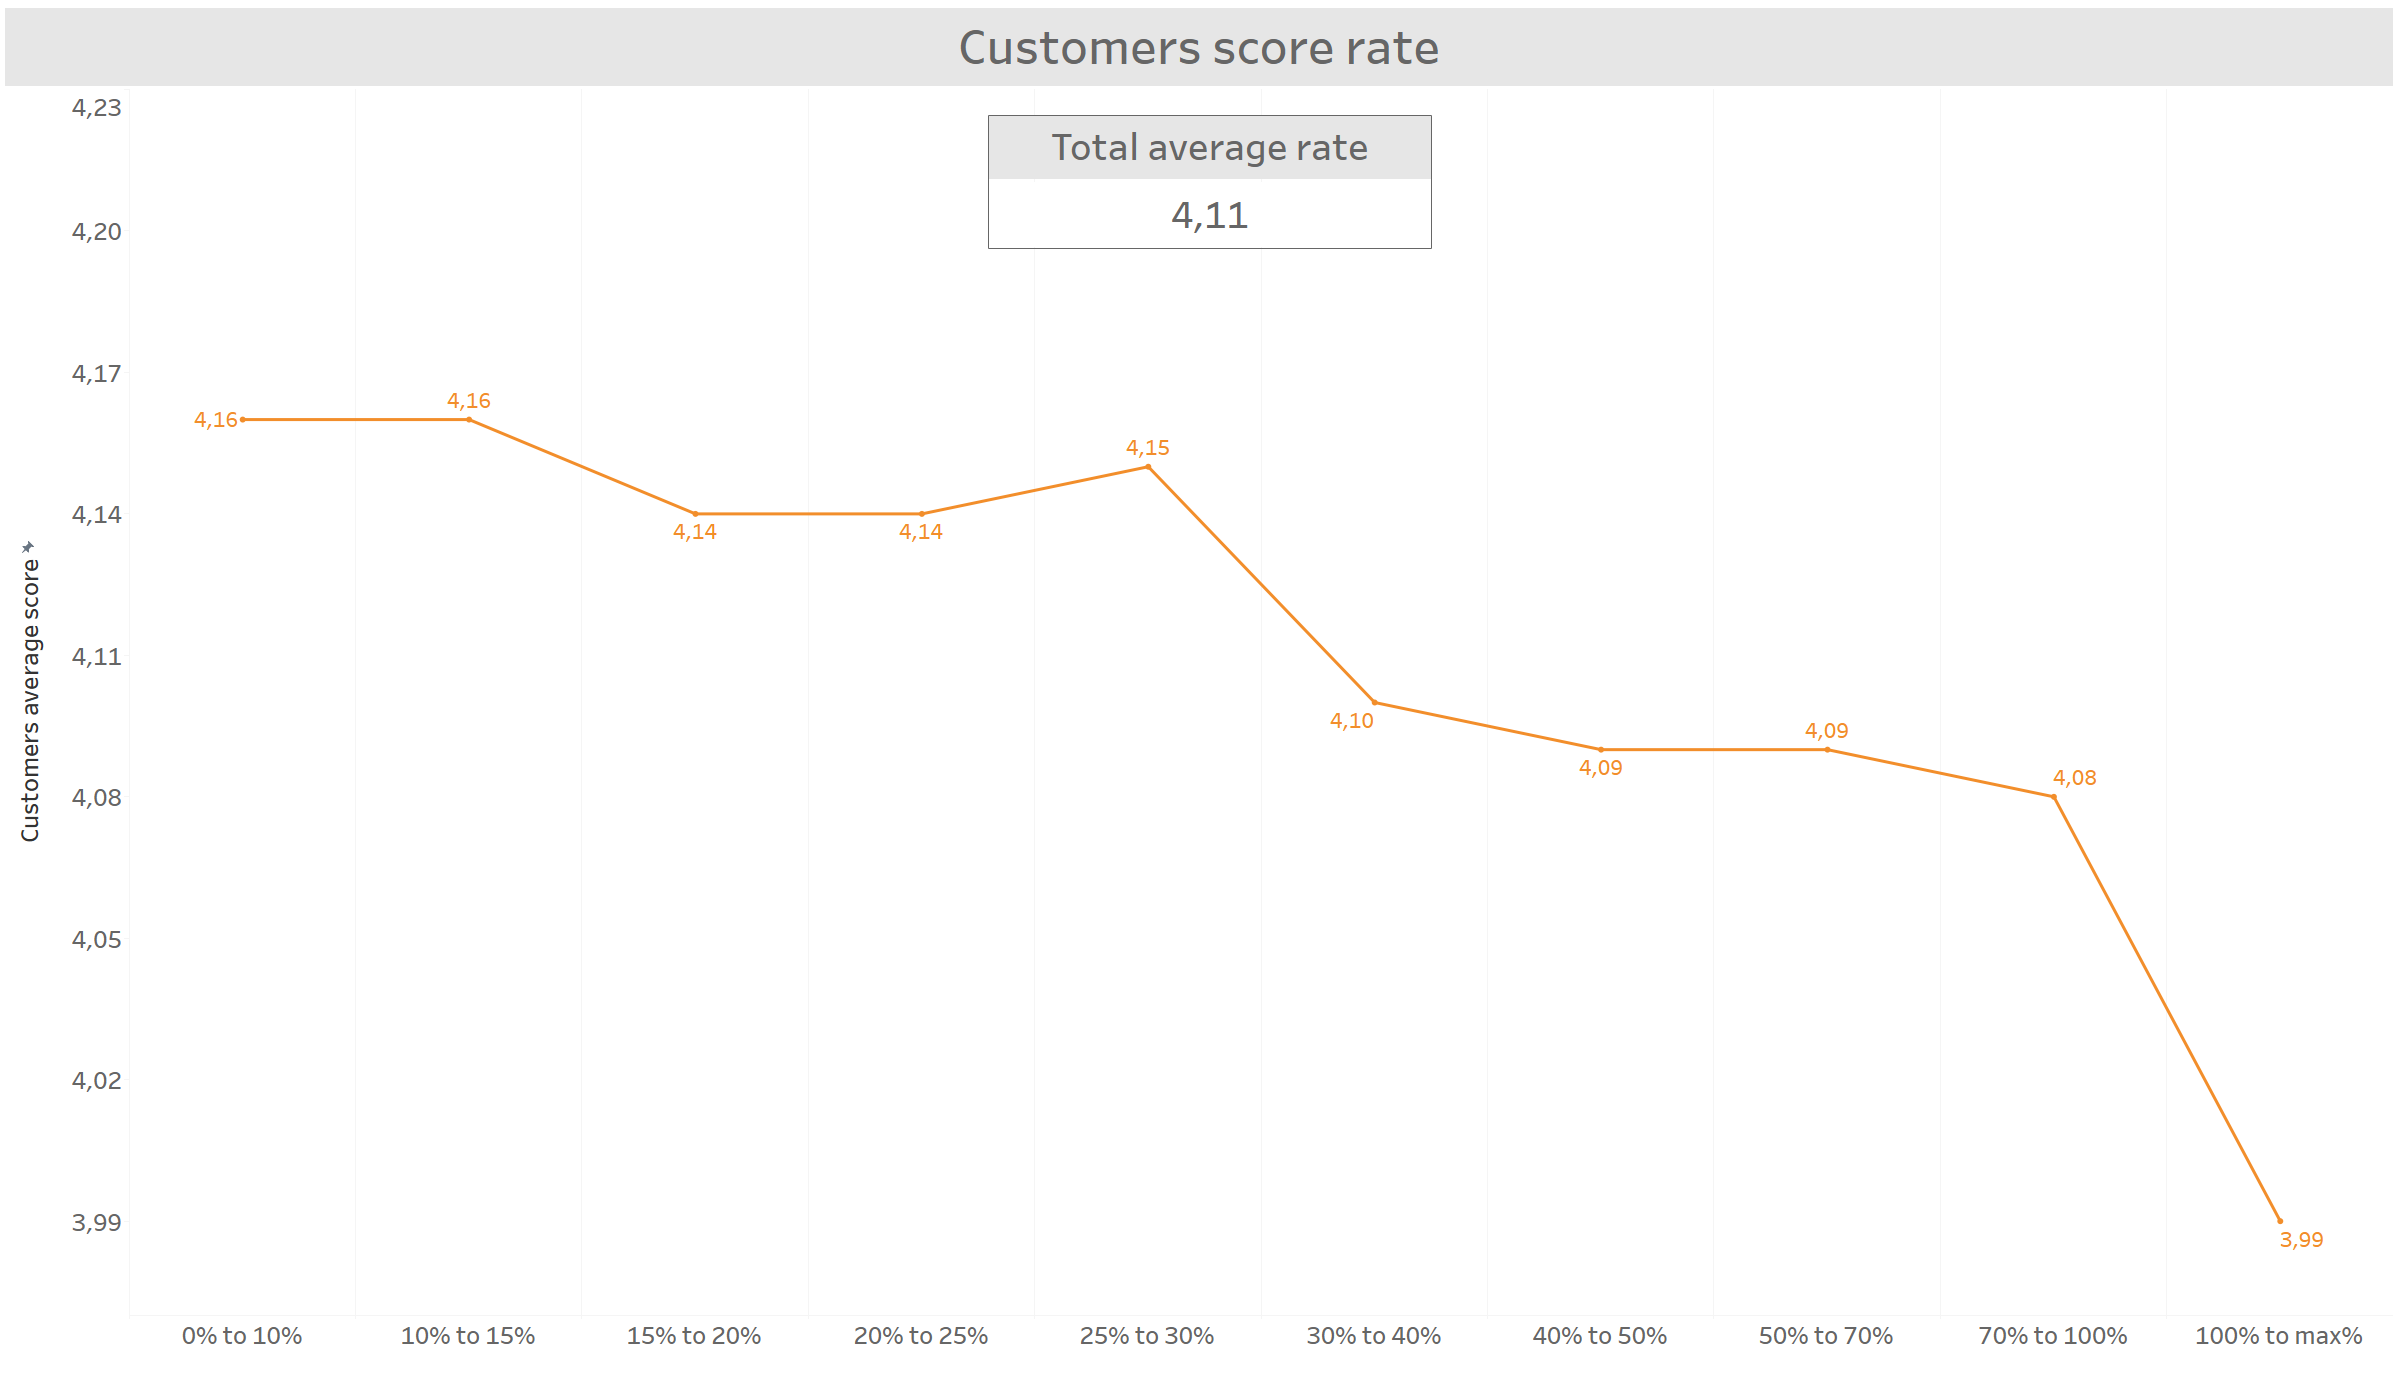 Customers score rate
Total average rate
4,11
Customers average score
4,23
4,20
4,17
4,14
4,11
4,08
4,05
4,02
3,99
4,16
4,16
4,14
4,14
4,15
4,10
4,09
4,09
4,08
3,99
0% to 10%
10% to 15%
15% to 20%
20% to 25%
25% to 30%
30% to 40%
40% to 50%
50% to 70%
70% to 100%
100% to max%